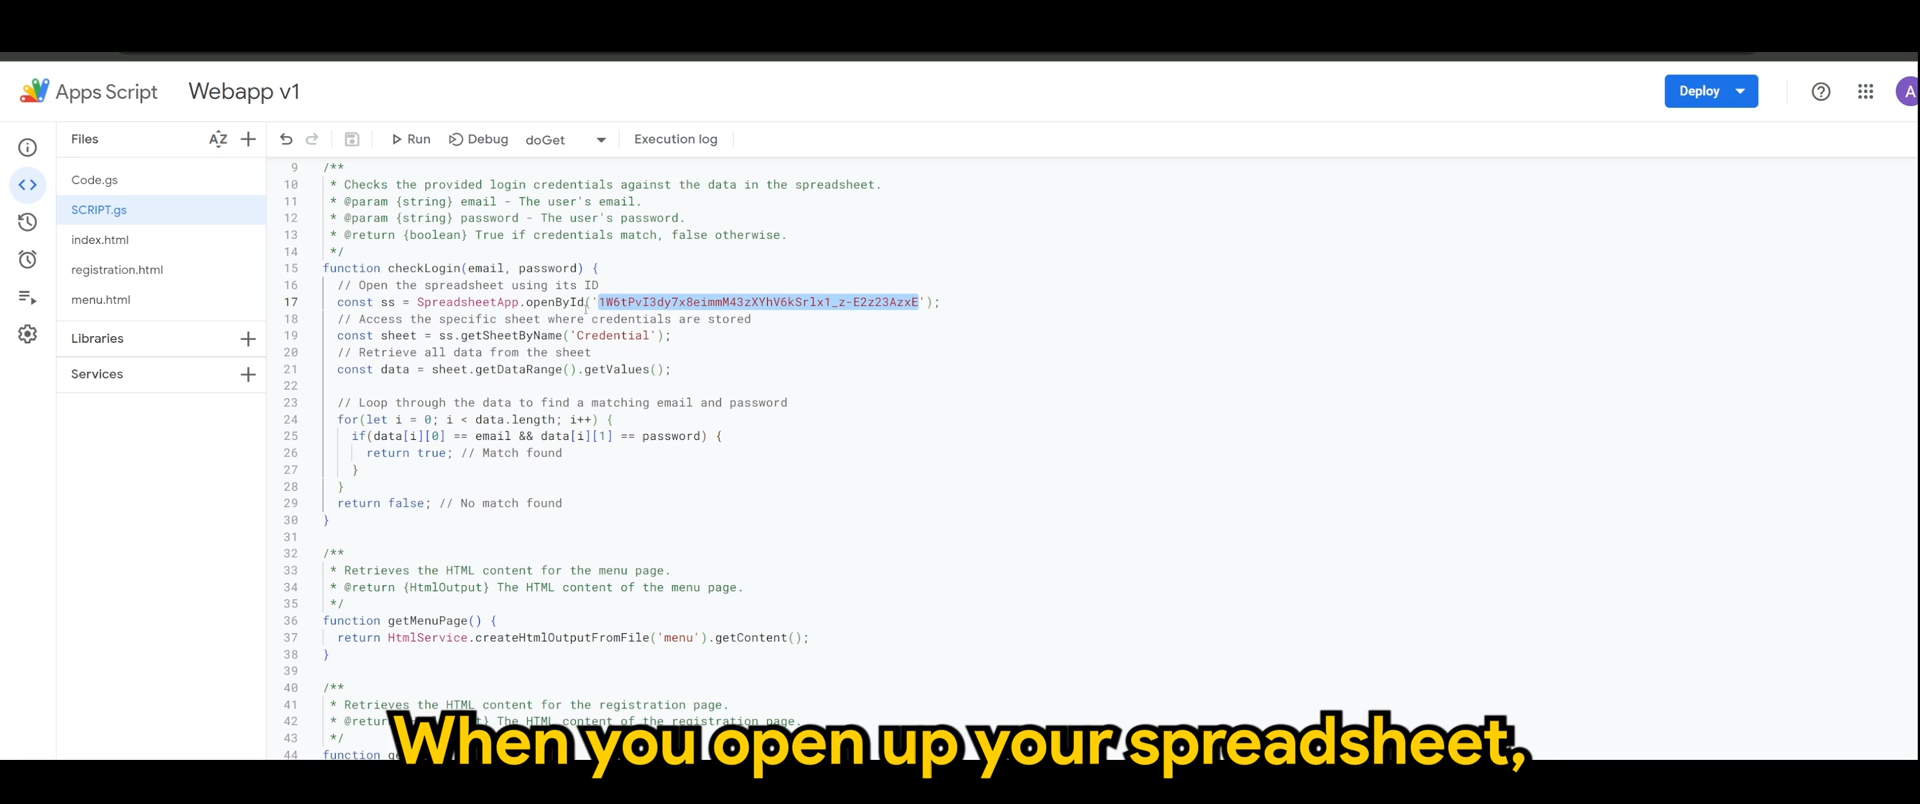 Apps Script
Webapp v1
Deploy
A
Files
AZ
Run
Debug
doGet
Execution log
Code.gs
SCRIPT.gs
index.html
registration.html
menu.html
Libraries
Services
9 /**
10 * Checks the provided login credentials against the data in the spreadsheet.
11 * @param {string} email - The user's email.
12 * @param {string} password - The user's password.
13 * @return {boolean} True if credentials match, false otherwise.
14 */
15 function checkLogin(email, password) {
16 // Open the spreadsheet using its ID
17 const ss = SpreadsheetApp.openById('1W6tPvI3dy7x8eimmM43zXYhV6kSrlx1_z-E2z23AzxE');
18 // Access the specific sheet where credentials are stored
19 const sheet = ss.getSheetByName('Credential');
20 // Retrieve all data from the sheet
21 const data = sheet.getDataRange().getValues();
22
23 // Loop through the data to find a matching email and password
24 for(let i = 0; i < data.length; i++) {
25 if(data[i][0] == email && data[i][1] == password) {
26 return true; // Match found
27 }
28 }
29 return false; // No match found
30 }
31
32 /**
33 * Retrieves the HTML content for the menu page.
34 * @return {HtmlOutput} The HTML content of the menu page.
35 */
36 function getMenuPage() {
37 return HtmlService.createHtmlOutputFromFile('menu').getContent();
38 }
39
40 /**
41 * Retrieves the HTML content for the registration page.
42 * The HTML content of the registration page.
43 */
44 function
When you open up your spreadsheet,